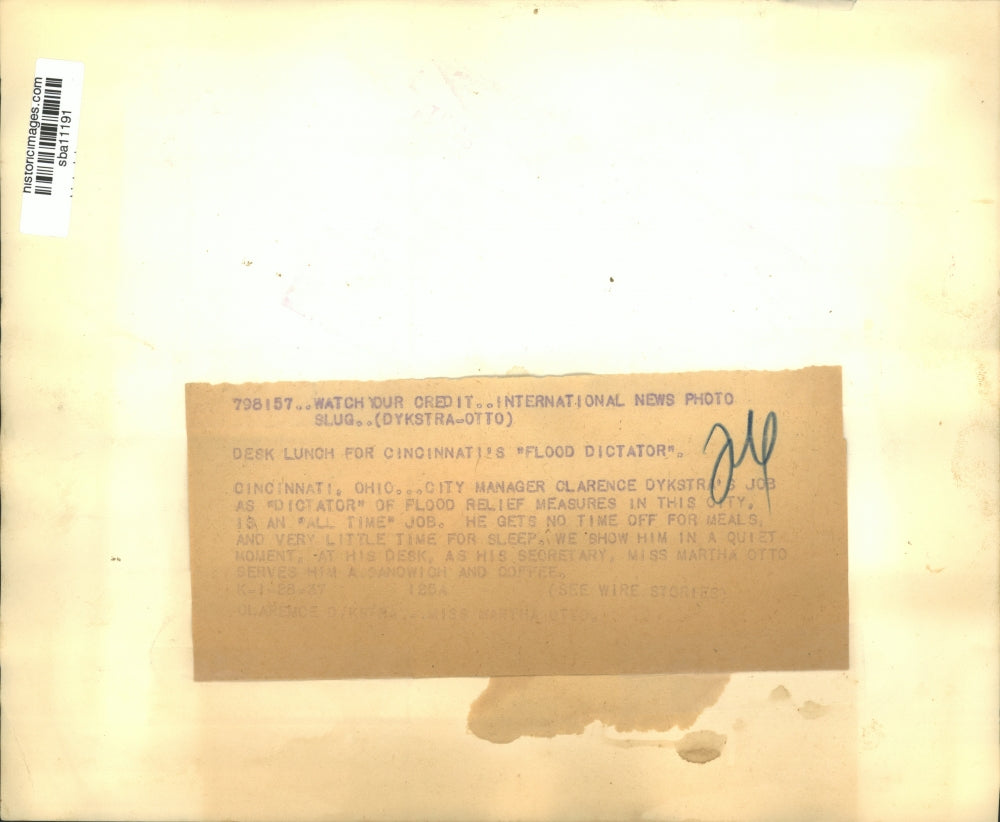 historicimages.com
sba11191
798157..WATCH YOUR CREDIT..INTERNATIONAL NEWS PHOTO
SLUG..(DYKSTRA-OTTO)
DESK LUNCH FOR CINCINNATI'S "FLOOD DICTATOR".
CINCINNATI, OHIO...CITY MANAGER CLARENCE DYKSTRA'S JOB
AS "DICTATOR" OF FLOOD RELIEF MEASURES IN THIS CITY,
IS AN "ALL TIME" JOB. HE GETS NO TIME OFF FOR MEALS,
AND VERY LITTLE TIME FOR SLEEP. WE SHOW HIM IN A QUIET
MOMENT, AT HIS DESK, AS HIS SECRETARY, MISS MARTHA OTTO
SERVES HIM A SANDWICH AND COFFEE.
K-1-28-37 125A (SEE WIRE STORIES)
CLARENCE DYKSTRA...MISS MARTHA OTTO..